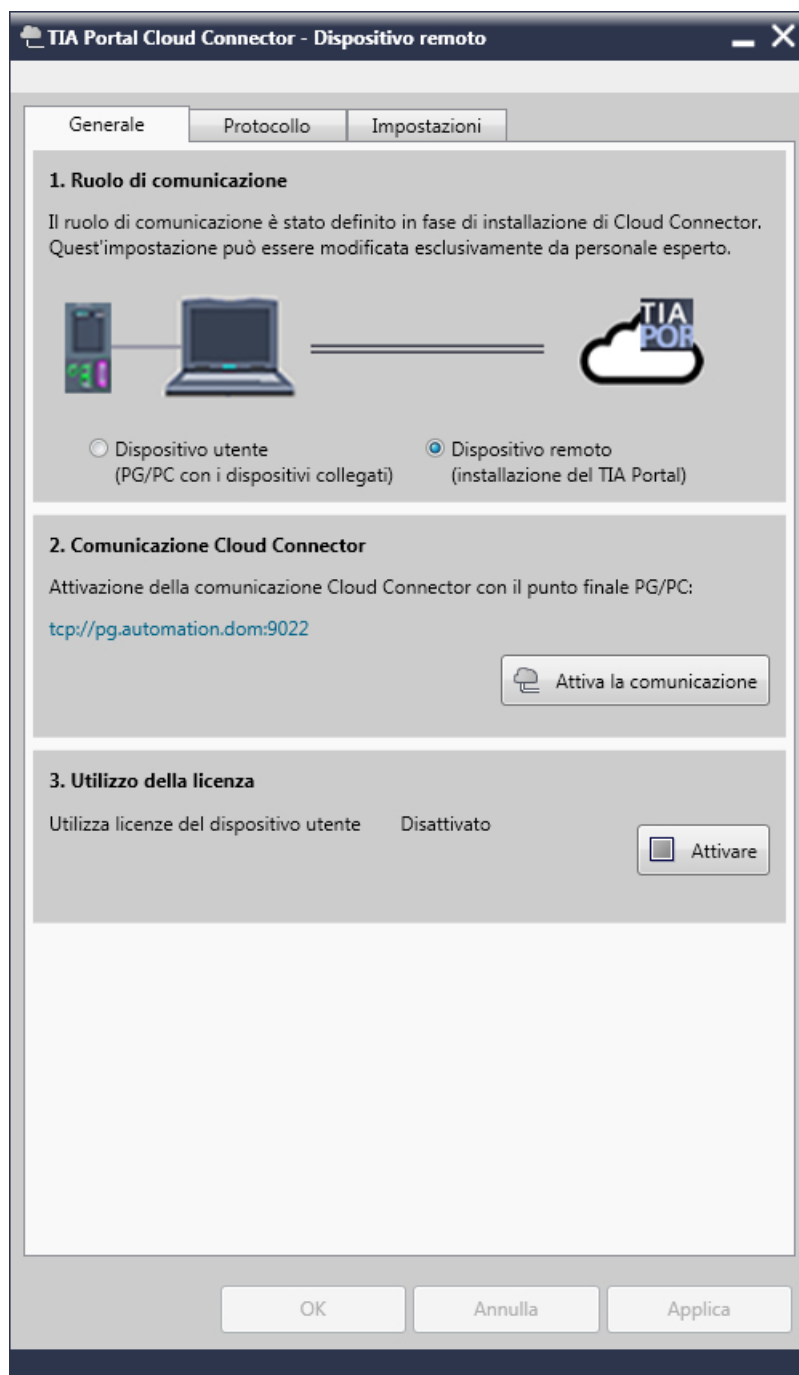 TIA Portal Cloud Connector - Dispositivo remoto
Generale Protocollo Impostazioni
1. Ruolo di comunicazione
Il ruolo di comunicazione è stato definito in fase di installazione di Cloud Connector.
Quest'impostazione può essere modificata esclusivamente da personale esperto.
TIA
POR
Dispositivo utente
(PG/PC con i dispositivi collegati)
Dispositivo remoto
(installazione del TIA Portal)
2. Comunicazione Cloud Connector
Attivazione della comunicazione Cloud Connector con il punto finale PG/PC:
tcp://pg.automation.dom:9022
Attiva la comunicazione
3. Utilizzo della licenza
Utilizza licenze del dispositivo utente Disattivato
Attivare
OK Annulla Applica